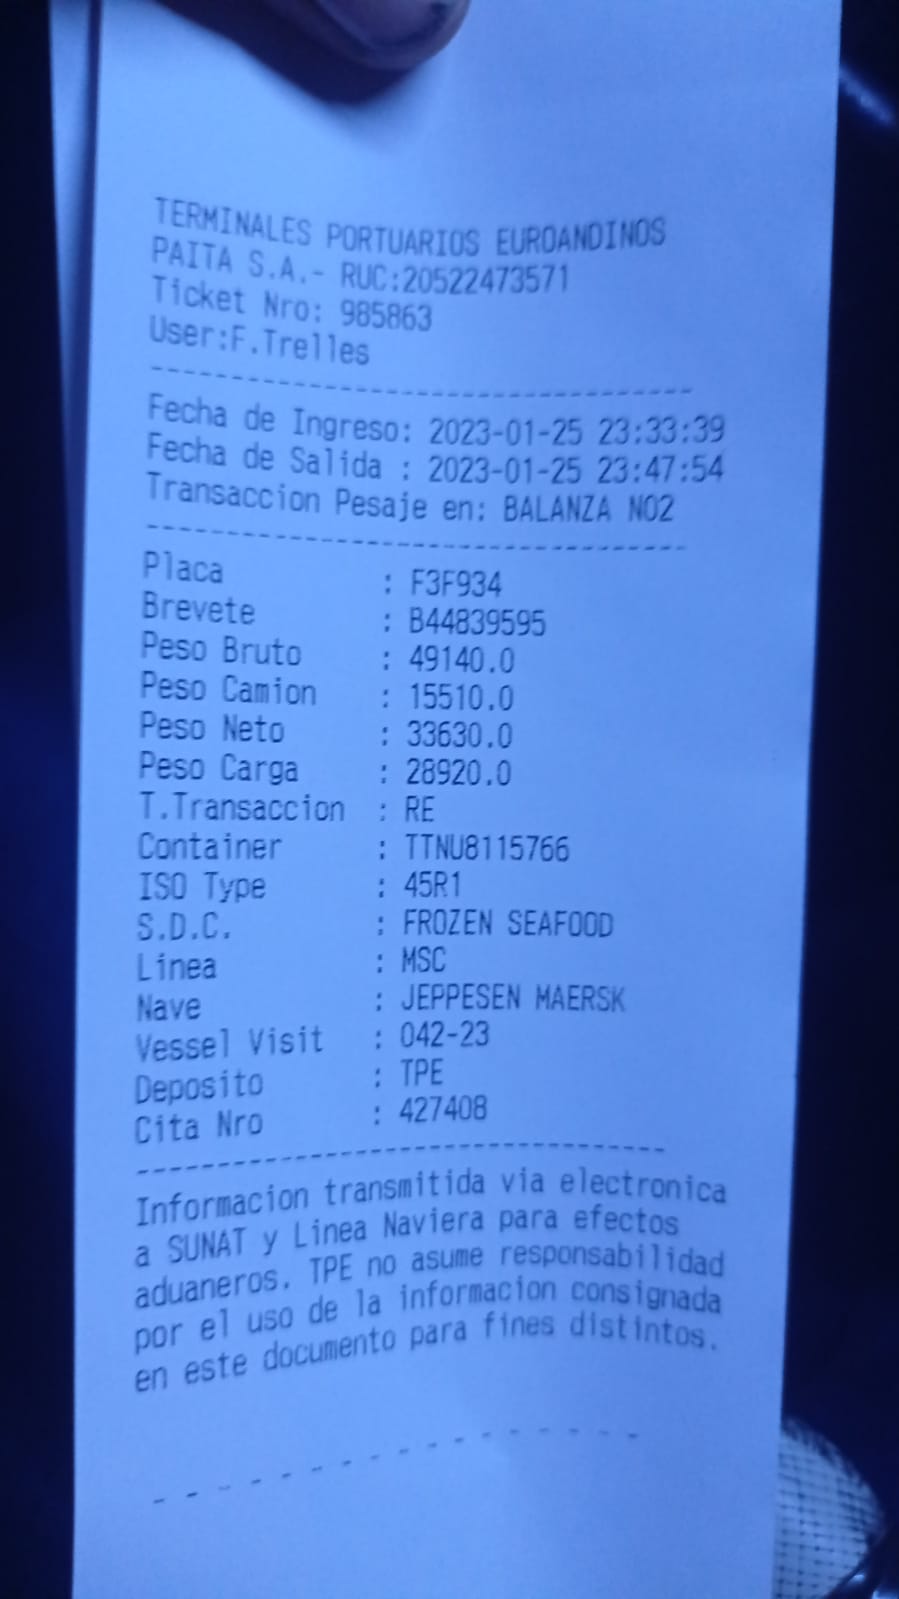 TERMINALES PORTUARIOS EUROANDINOS
PAITA S.A.- RUC:20522473571
Ticket Nro: 985863
User:F.Trelles
----------------------------------
Fecha de Ingreso: 2023-01-25 23:33:39
Fecha de Salida : 2023-01-25 23:47:54
Transaccion Pesaje en: BALANZA NO2
----------------------------------
Placa : F3F934
Brevete : B44839595
Peso Bruto : 49140.0
Peso Camion : 15510.0
Peso Neto : 33630.0
Peso Carga : 28920.0
T.Transaccion : RE
Container : TTNU8115766
ISO Type : 45R1
S.D.C. : FROZEN SEAFOOD
Linea : MSC
Nave : JEPPESEN MAERSK
Vessel Visit : 042-23
Deposito : TPE
Cita Nro : 427408
----------------------------------
Informacion transmitida via electronica
a SUNAT y Linea Naviera para efectos
aduaneros. TPE no asume responsabilidad
por el uso de la informacion consignada
en este documento para fines distintos.
- - - - - - - - - - - - - - - - -